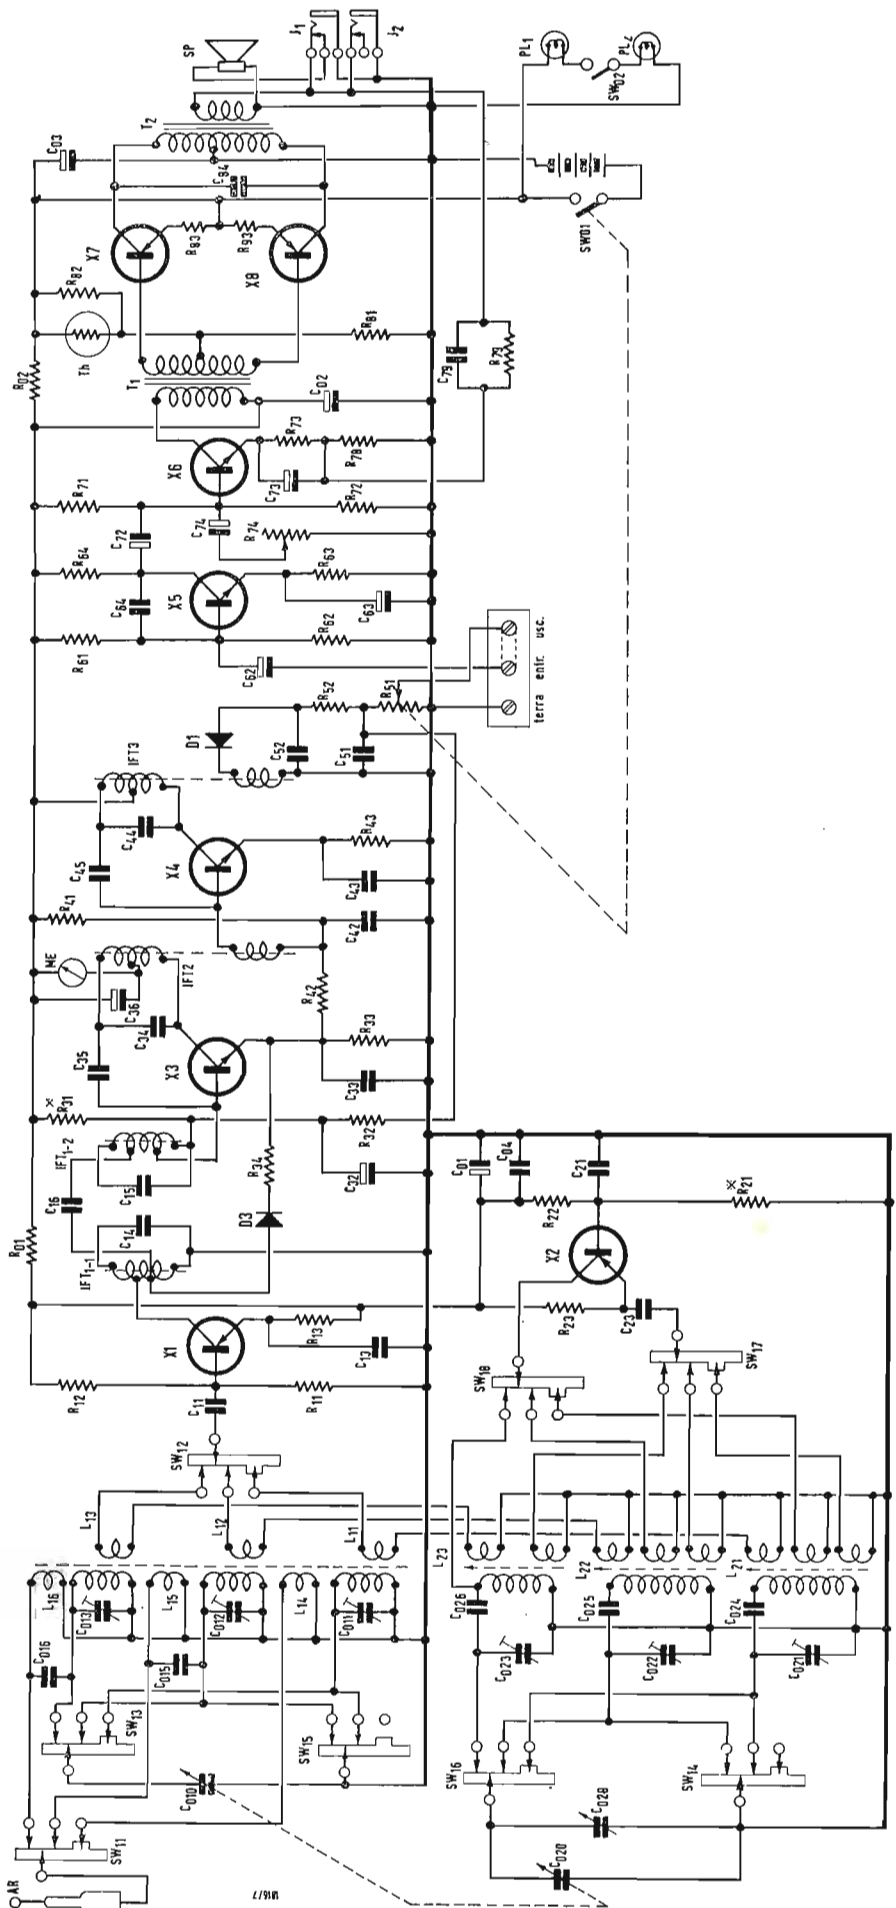 AR
SW11
C016
C015
C010
SW13
SW15
L16
C013
L15
C012
L14
C011
L13
L12
L11
SW12
C11
R12
R11
X1
R13
C13
R01
IFT1-1
C14
C16
C15
IFT1-2
D3
R34
C32
R32
※
R31
C35
C34
C36
ME
IFT2
X3
C33
R33
R42
R41
C42
C43
R43
C45
C44
X4
IFT3
D1
C52
C51
R52
R51
C62
R61
R62
C64
X5
R64
R63
C63
C72
C74
R74
R71
R72
X6
C73
R73
R78
T1
C02
R02
Th
R82
R81
X7
X8
R83
R93
C94
C03
T2
SP
J1
J2
C79
R79
terra
entr.
usc.
SW01
SW02
PL1
C020
C028
SW16
SW14
C023
C022
C021
C026
C025
C024
L23
L22
L21
SW18
SW17
R23
C23
X2
R22
C01
C04
C21
※
R21